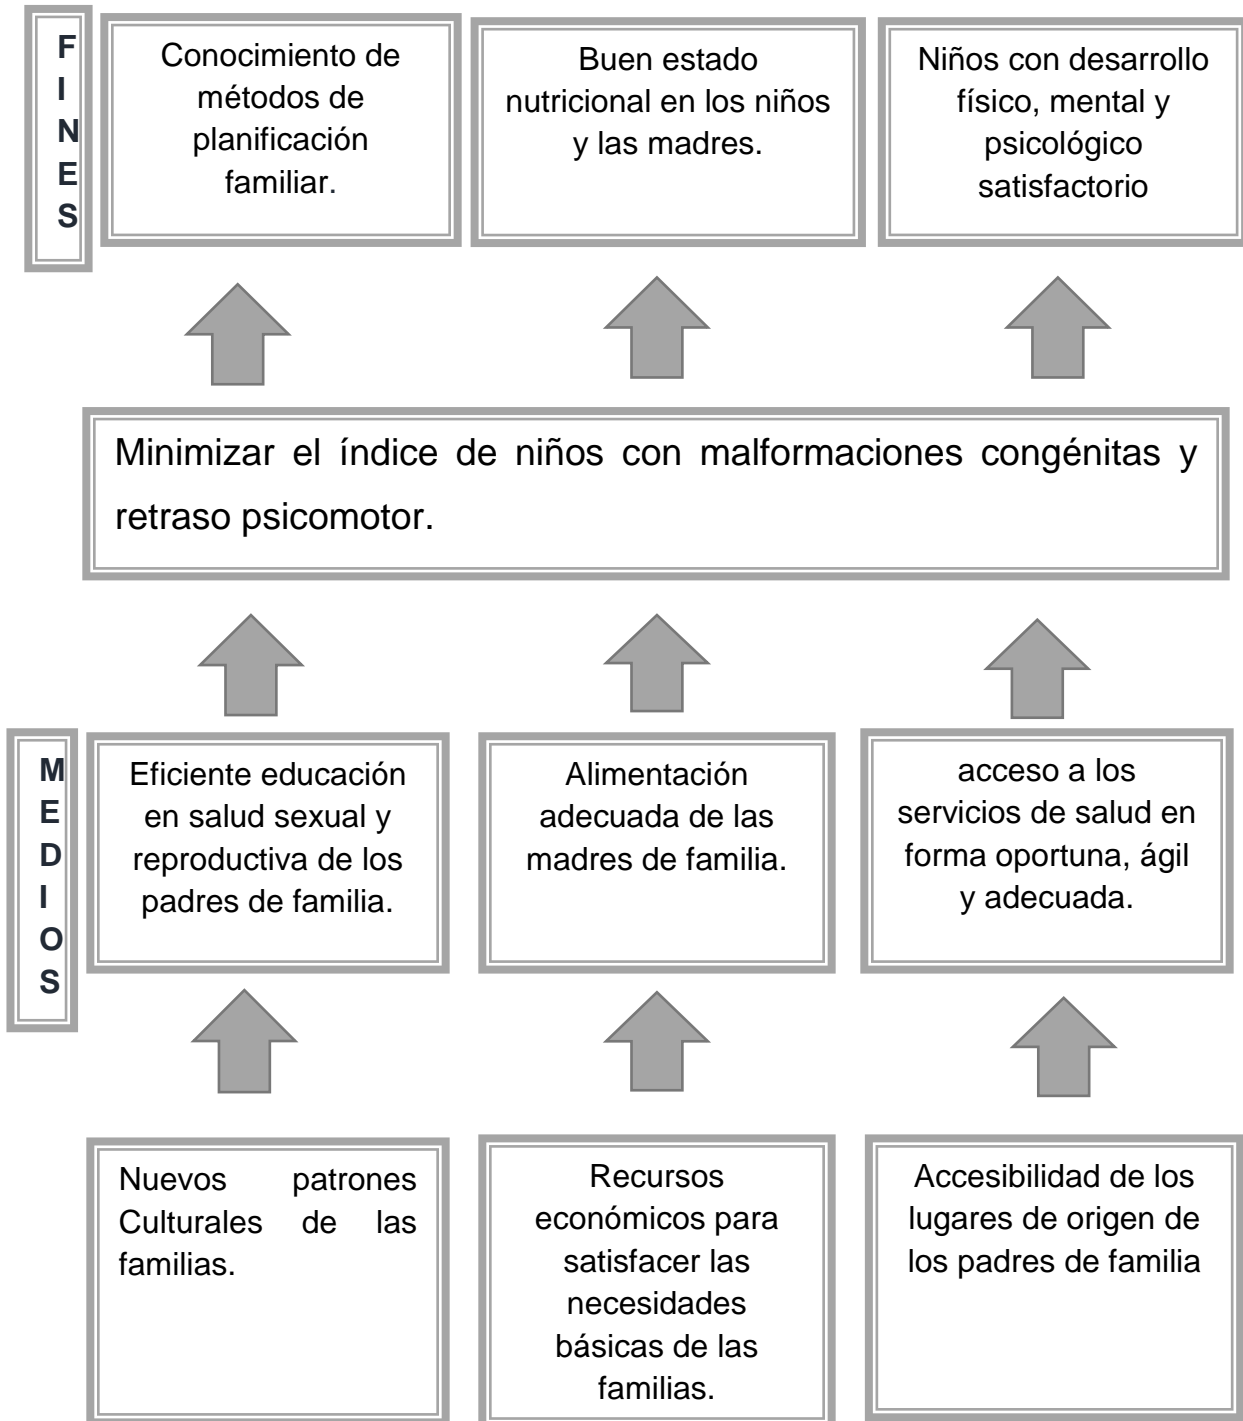 F
I
N
E
S
Conocimiento de
métodos de
planificación
familiar.
Buen estado
nutricional en los niños
y las madres.
Niños con desarrollo
físico, mental y
psicológico
satisfactorio
Minimizar el índice de niños con malformaciones congénitas y
retraso psicomotor.
M
E
D
I
O
S
Eficiente educación
en salud sexual y
reproductiva de los
padres de familia.
Alimentación
adecuada de las
madres de familia.
acceso a los
servicios de salud en
forma oportuna, ágil
y adecuada.
Nuevos patrones
Culturales de las
familias.
Recursos
económicos para
satisfacer las
necesidades
básicas de las
familias.
Accesibilidad de los
lugares de origen de
los padres de familia